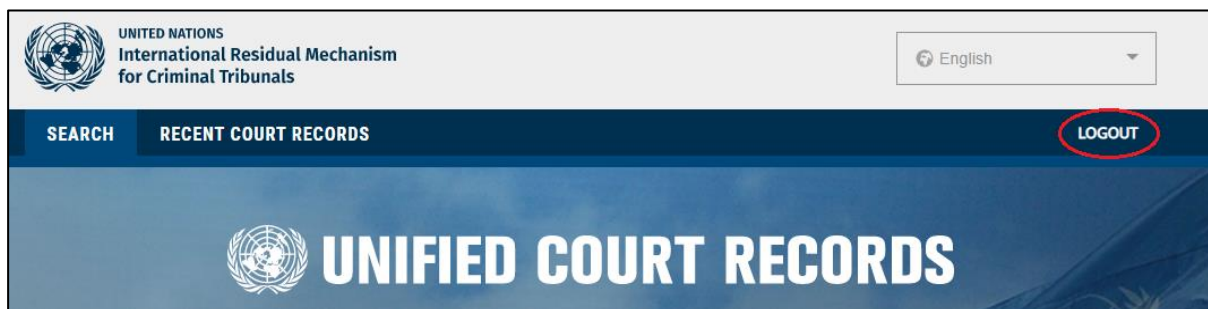 UNITED NATIONS
International Residual Mechanism
for Criminal Tribunals
English
SEARCH RECENT COURT RECORDS LOGOUT
UNIFIED COURT RECORDS